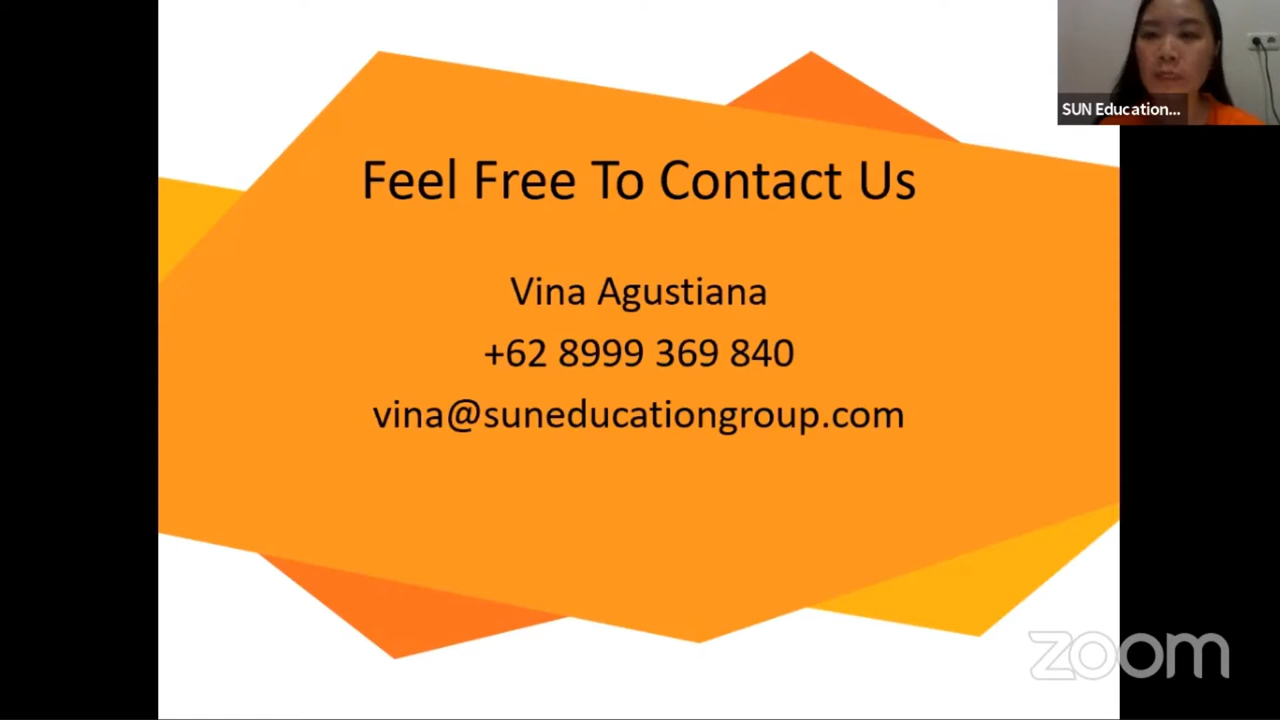 SUN Education...
Feel Free To Contact Us
Vina Agustiana
+62 8999 369 840
vina@suneducationgroup.com
zoom